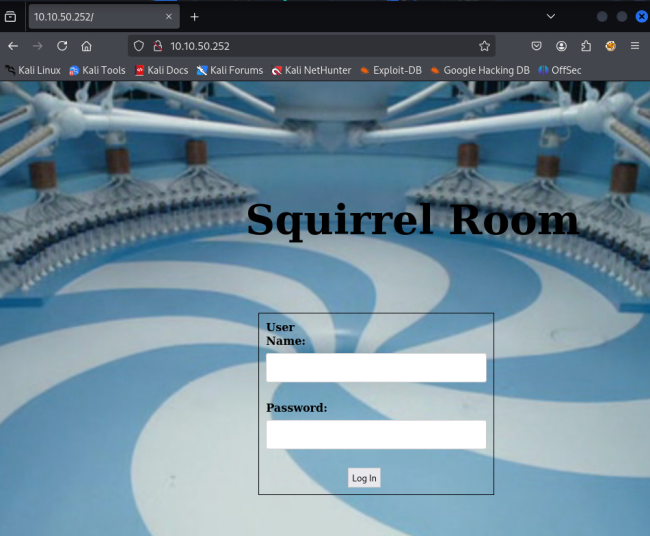 10.10.50.252/
10.10.50.252
Kali Linux Kali Tools Kali Docs Kali Forums Kali NetHunter Exploit-DB Google Hacking DB OffSec
Squirrel Room
User
Name:
Password:
Log In